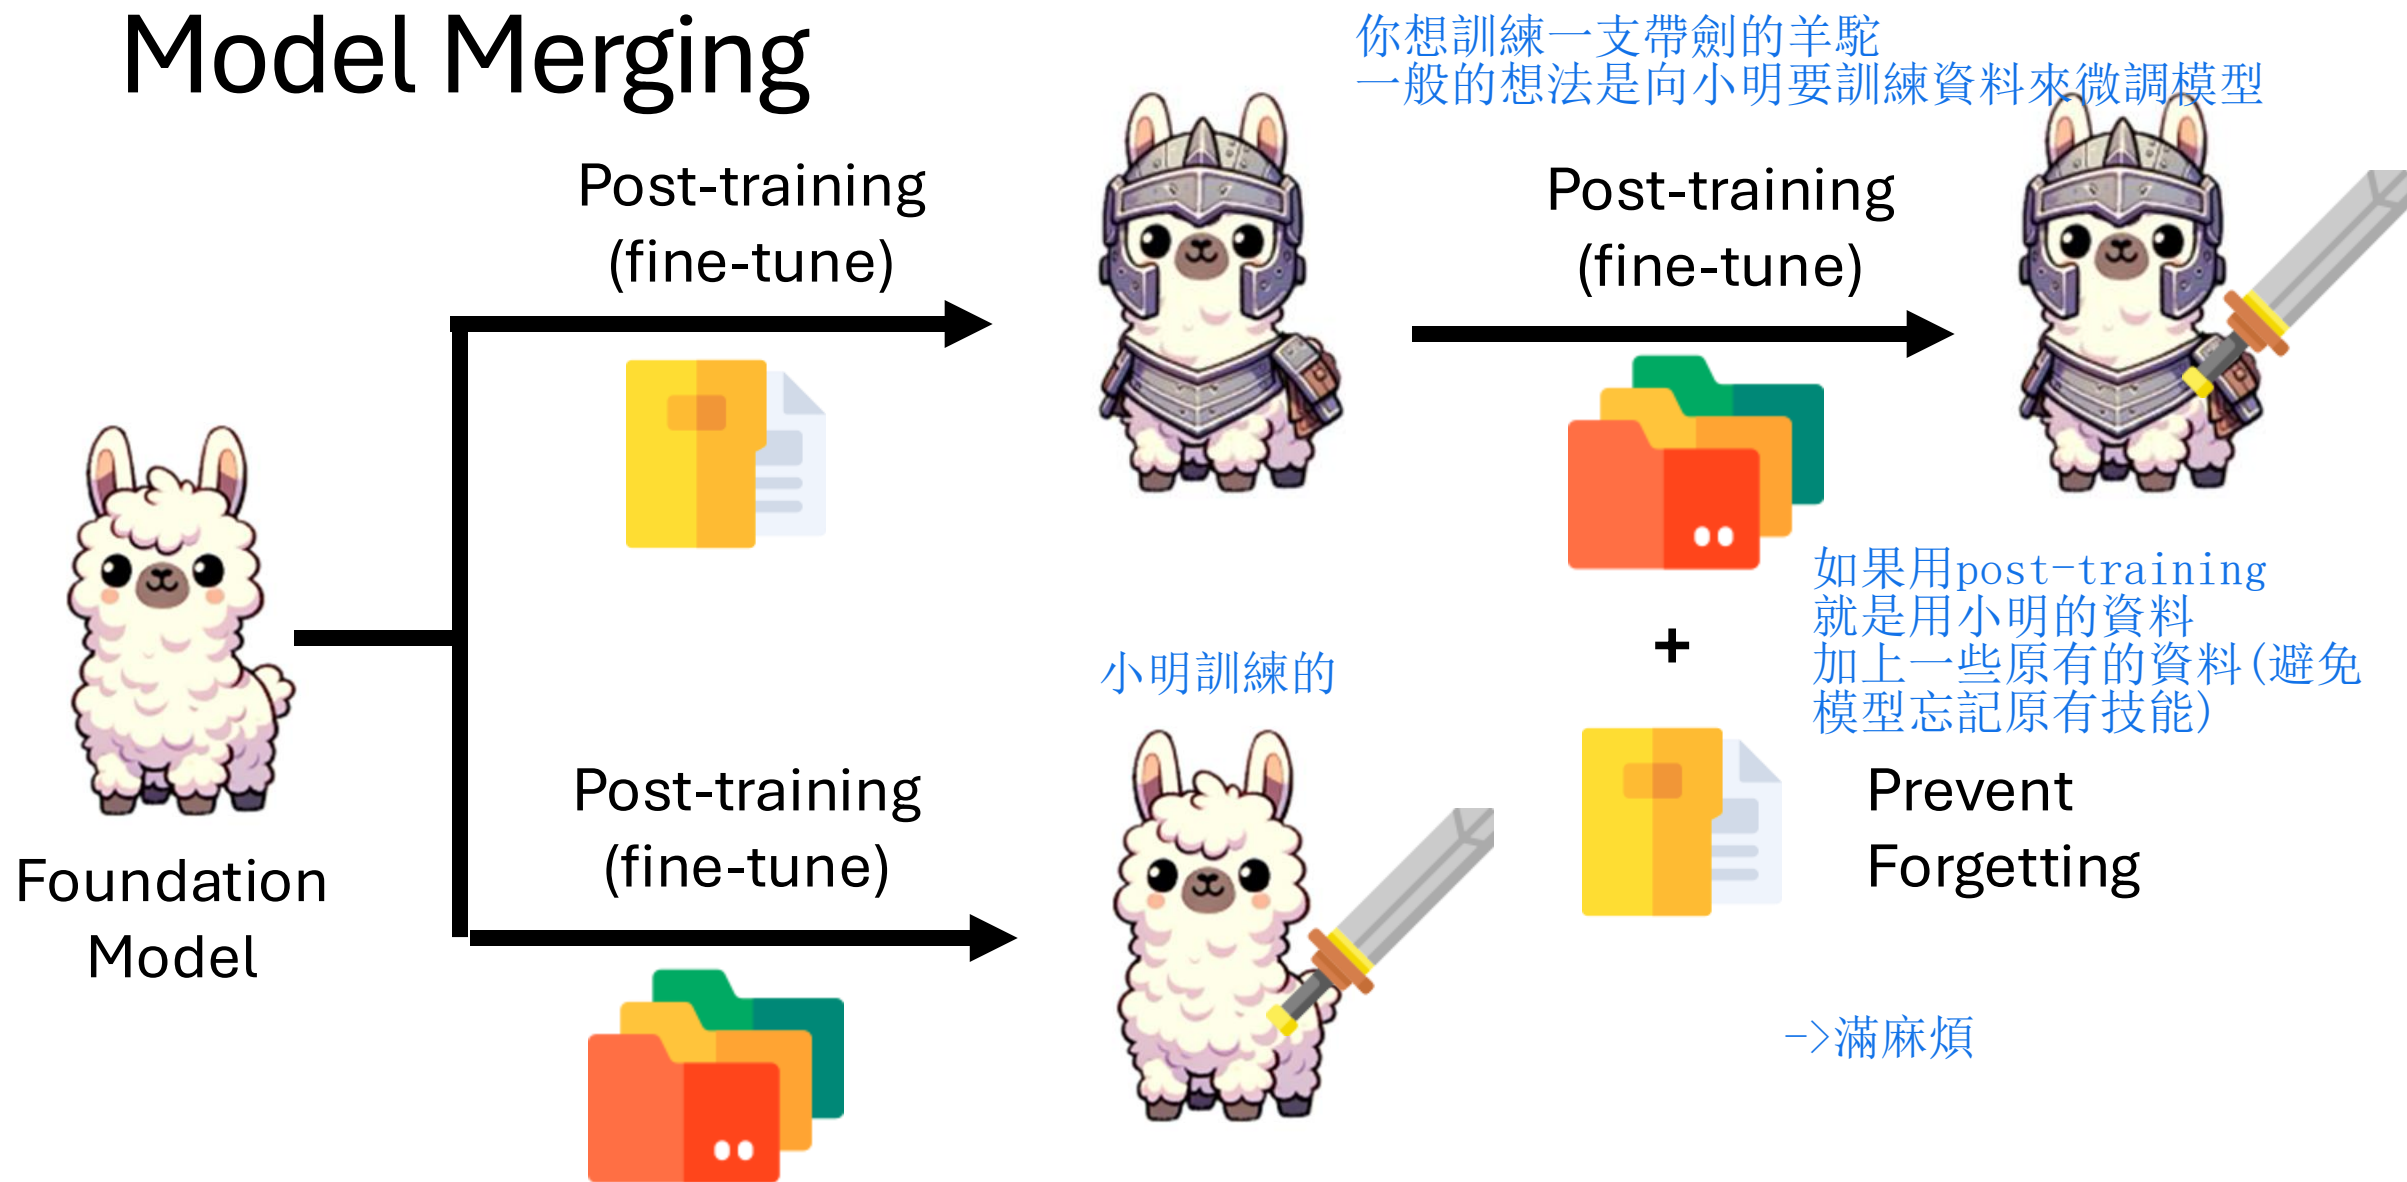 Model Merging
你想訓練一支帶劍的羊駝
一般的想法是向小明要訓練資料來微調模型
Post-training
(fine-tune)
Post-training
(fine-tune)
如果用post-training
就是用小明的資料
加上一些原有的資料(避免
模型忘記原有技能)
+
小明訓練的
Post-training
(fine-tune)
Prevent
Forgetting
Foundation
Model
->滿麻煩